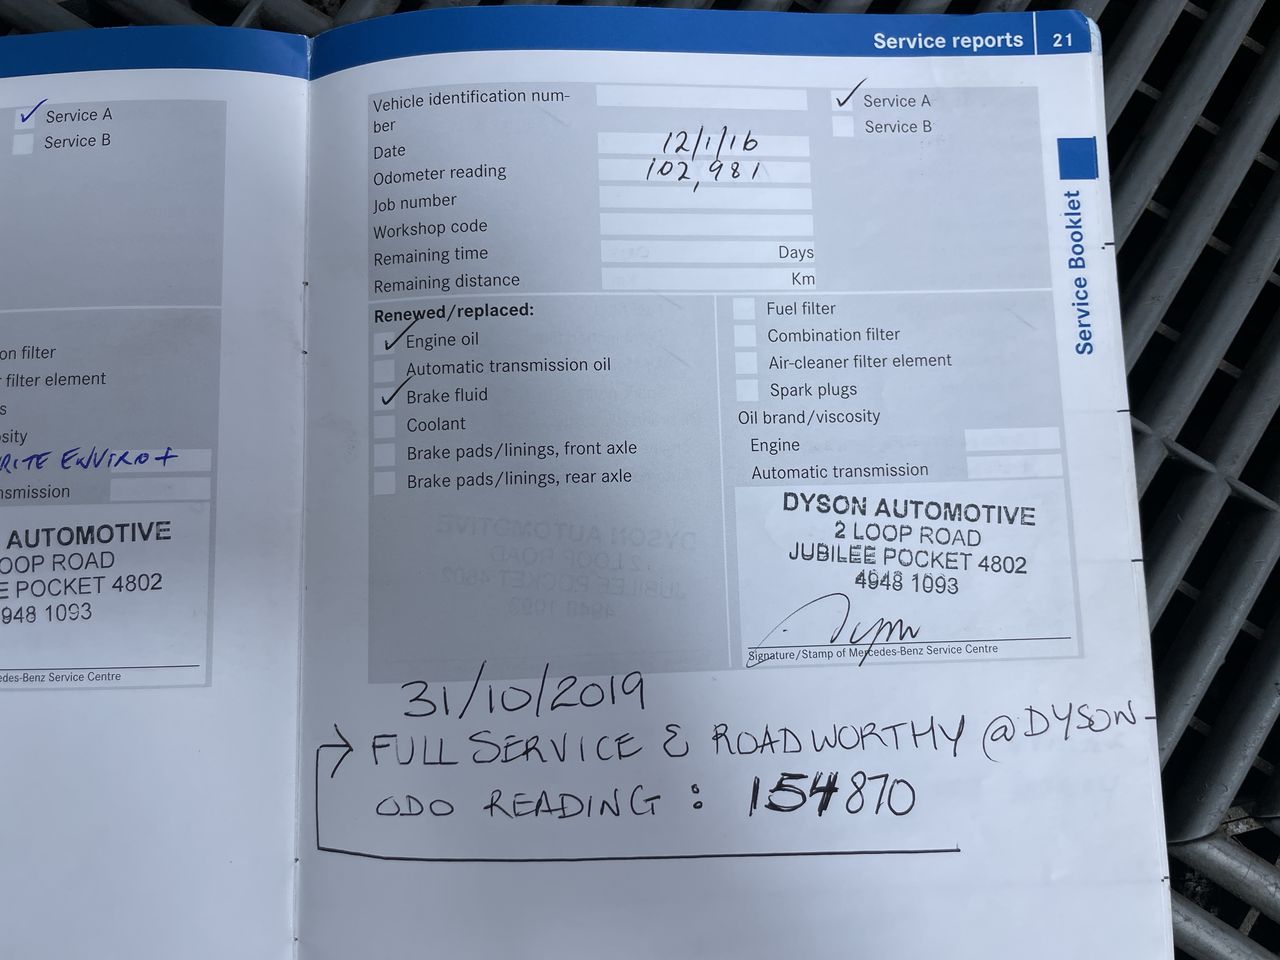 Service A
Service B
on filter
filter element
s
sity
RITE ENVIRO +
nsmission
AUTOMOTIVE
OOP ROAD
E POCKET 4802
948 1093
edes-Benz Service Centre
Service reports 21
Vehicle identification num-
ber
Date 12/1/16
Odometer reading 102,981
Job number
Workshop code
Remaining time Days
Remaining distance Km
Service A
Service B
Renewed/replaced:
Engine oil
Automatic transmission oil
Brake fluid
Coolant
Brake pads/linings, front axle
Brake pads/linings, rear axle
Fuel filter
Combination filter
Air-cleaner filter element
Spark plugs
Oil brand/viscosity
Engine
Automatic transmission
DYSON AUTOMOTIVE
2 LOOP ROAD
JUBILEE POCKET 4802
4948 1093
Signature/Stamp of Mercedes-Benz Service Centre
31/10/2019
FULL SERVICE & ROADWORTHY @DYSON
ODO READING : 154870
Service Booklet